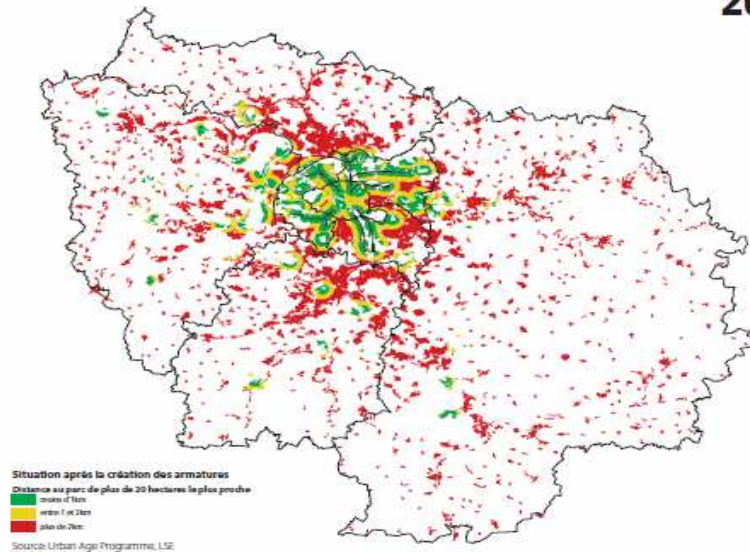 20
Situation après la création des armatures
Distance au parc de plus de 20 hectares le plus proche
moins d'1km
entre 1 et 2km
plus de 2km
Source: Urban Age Programme, LSE